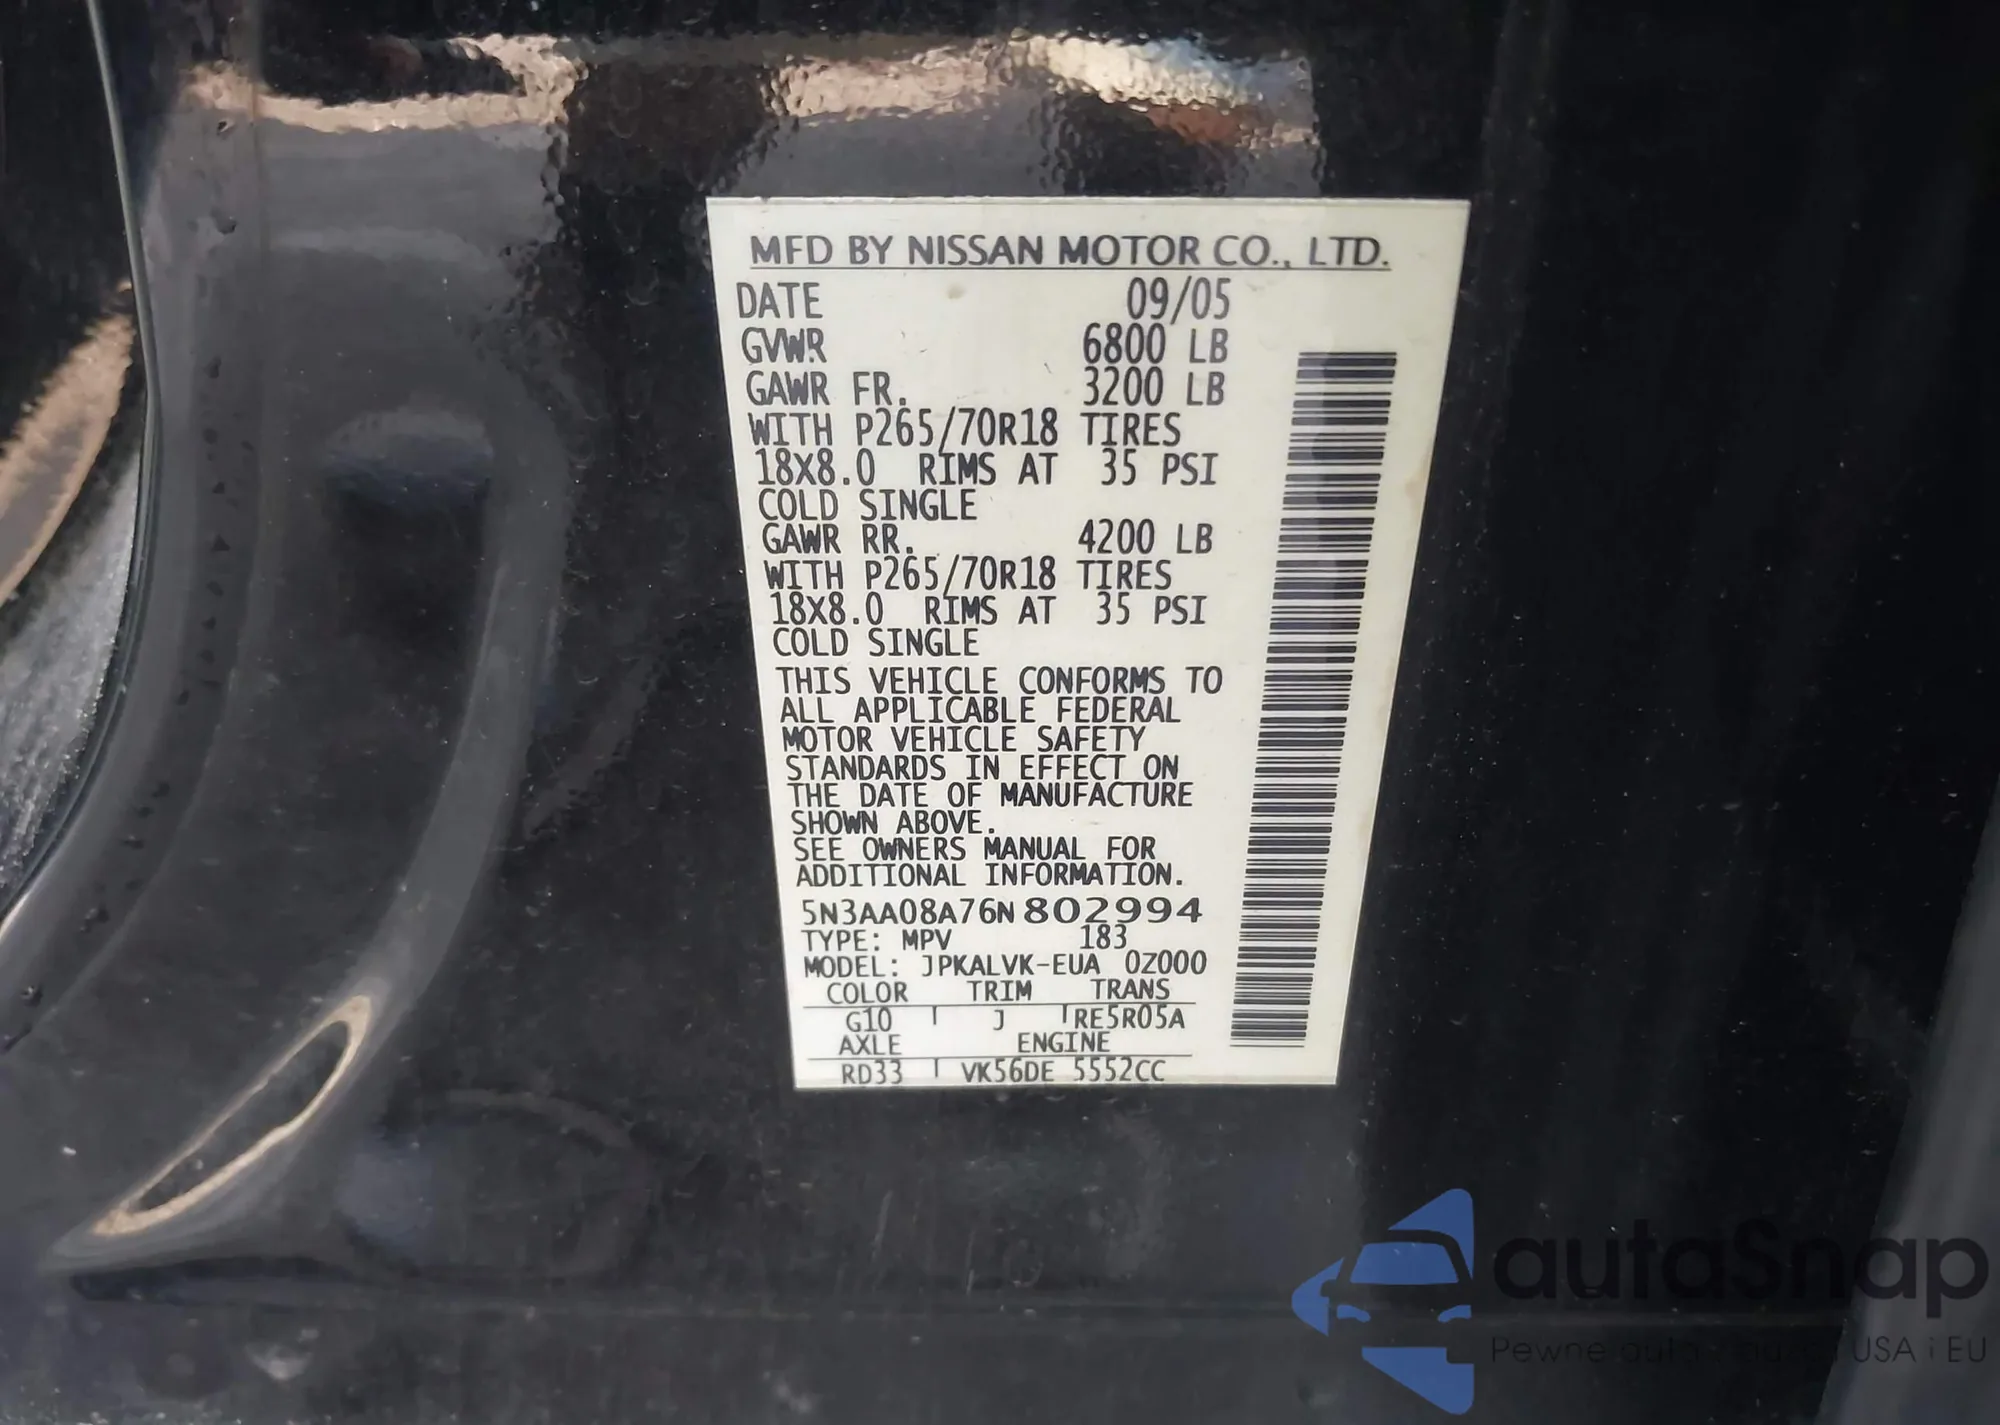 MFD BY NISSAN MOTOR CO., LTD.
DATE 09/05
GVWR 6800 LB
GAWR FR. 3200 LB
WITH P265/70R18 TIRES
18X8.0 RIMS AT 35 PSI
COLD SINGLE
GAWR RR. 4200 LB
WITH P265/70R18 TIRES
18X8.0 RIMS AT 35 PSI
COLD SINGLE
THIS VEHICLE CONFORMS TO
ALL APPLICABLE FEDERAL
MOTOR VEHICLE SAFETY
STANDARDS IN EFFECT ON
THE DATE OF MANUFACTURE
SHOWN ABOVE.
SEE OWNERS MANUAL FOR
ADDITIONAL INFORMATION.
5N3AA08A76N802994
TYPE: MPV 183
MODEL: JPKALVK-EUA 0Z000
COLOR TRIM TRANS
G10 J RE5R05A
AXLE ENGINE
RD33 VK56DE 5552CC
autoSnap
Pewne auto USA i EU